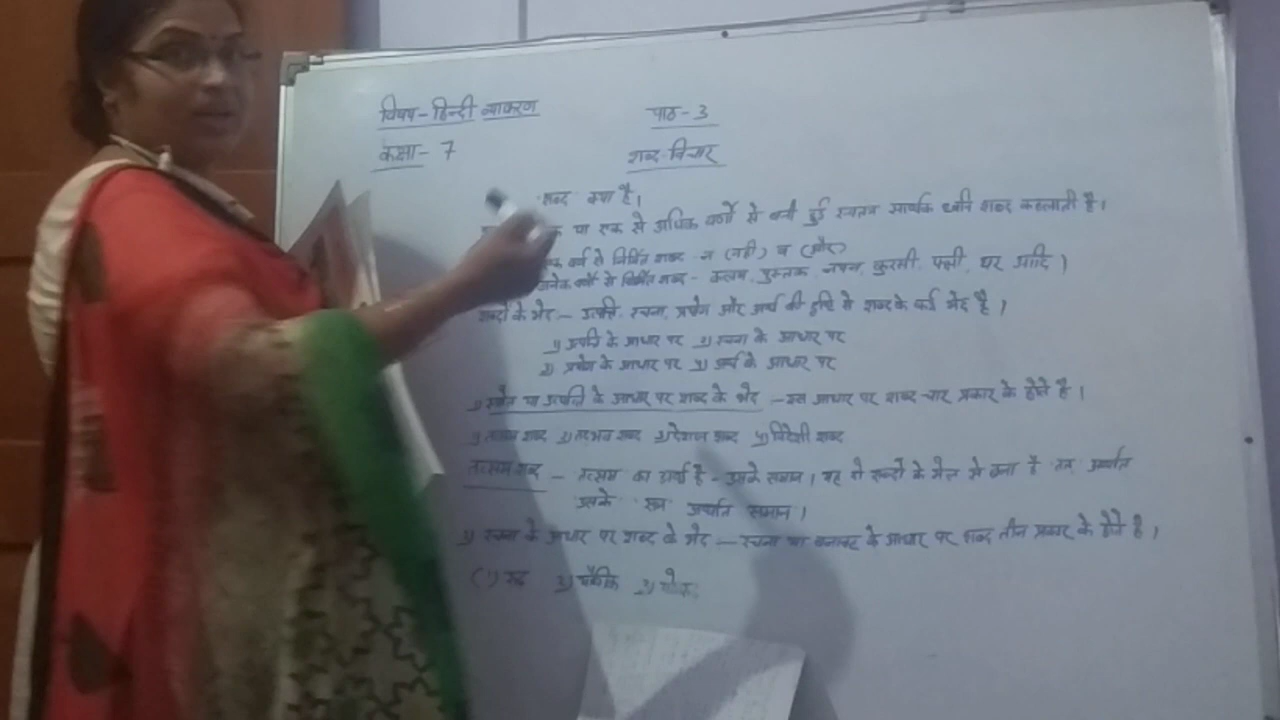 विषय - हिन्दी व्याकरण
पाठ - 3
कक्षा - 7
शब्द-विचार
शब्द क्या है।
या एक से अधिक वर्णों से बनी हुई स्वतंत्र सार्थक ध्वनि शब्द कहलाती है।
वर्ण से निर्मित शब्द - न (नहीं) व (और)
अनेक वर्णों से निर्मित शब्द - कलम, पुस्तक, कुरसी, पत्नी, घर आदि)
शब्दों के भेद :- उत्पत्ति, रचना, प्रयोग और अर्थ की दृष्टि से शब्द के कई भेद है।
1) उत्पत्ति के आधार पर 2) रचना के आधार पर
3) प्रयोग के आधार पर 4) अर्थ के आधार पर
1) स्त्रोत या उत्पत्ति के आधार पर शब्द के भेद - इस आधार पर शब्द चार प्रकार के होते है।
1) तत्सम शब्द 2) तद्भव शब्द 3) देशज शब्द 4) विदेशी शब्द
तत्सम शब्द - तत्सम का अर्थ है - उसके समान। यह दो शब्दों के मेल से बना है तत् अर्थात
उसके सम अर्थात समान।
2) रचना के आधार पर शब्द के भेद - रचना या बनावट के आधार पर शब्द तीन प्रकार के होते है।
(1) रूढ़ 2) यौगिक 3)